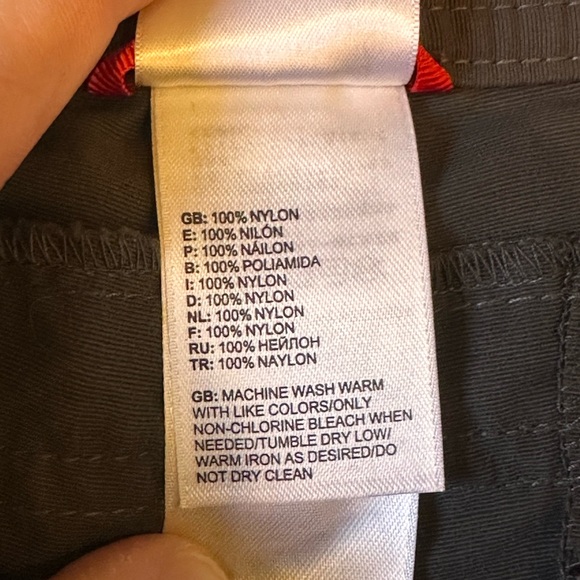 GB: 100% NYLON
E: 100% NILÓN
P: 100% NÁILON
B: 100% POLIAMIDA
I: 100% NYLON
D: 100% NYLON
NL: 100% NYLON
F: 100% NYLON
RU: 100% НЕЙЛОН
TR: 100% NAYLON
GB: MACHINE WASH WARM
WITH LIKE COLORS/ONLY
NON-CHLORINE BLEACH WHEN
NEEDED/TUMBLE DRY LOW/
WARM IRON AS DESIRED/DO
NOT DRY CLEAN